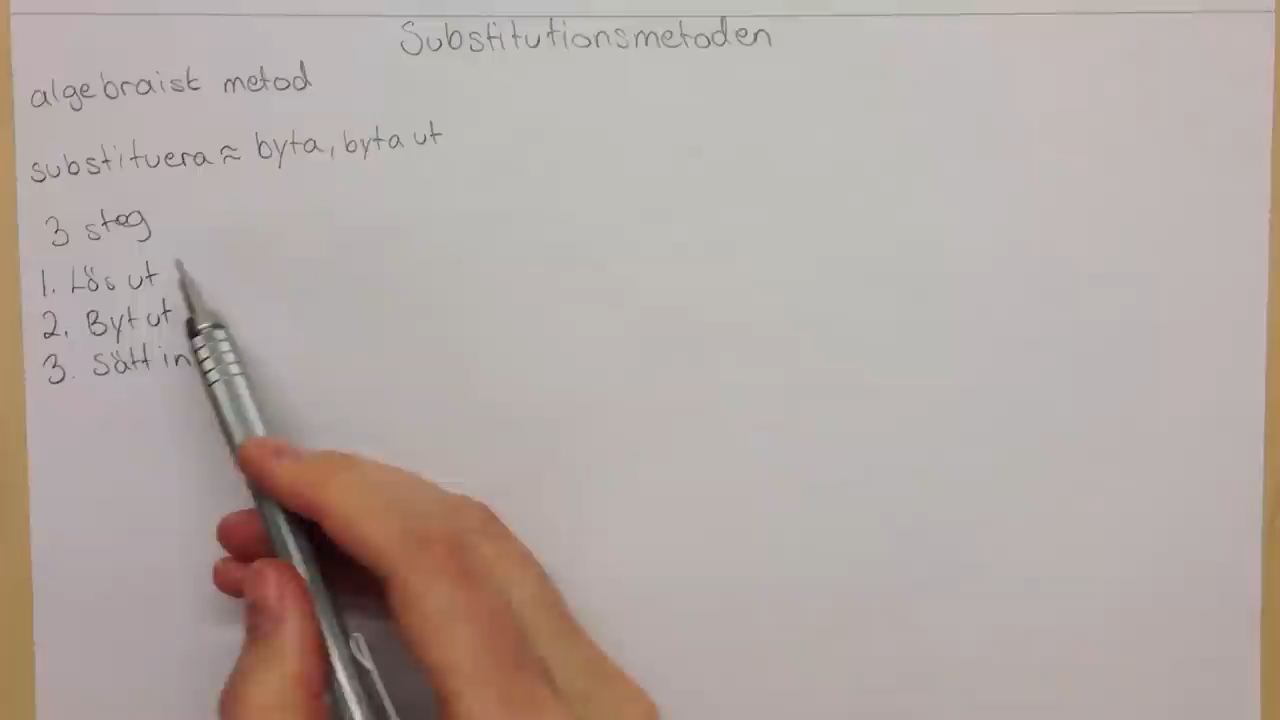 Substitutionsmetoden
algebraisk metod
substituera ≈ byta, byta ut
3 steg
1. Lös ut
2. Byt ut
3. Sätt in